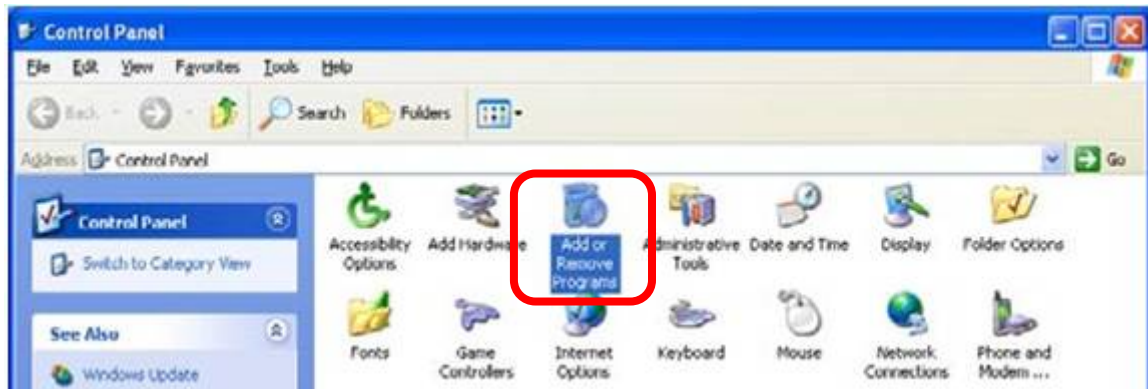 Control Panel
File Edit View Favorites Tools Help
Back Search Folders
Address Control Panel Go
Control Panel
Switch to Category View
See Also
Windows Update
Accessibility Options
Add Hardware
Add or Remove Programs
Administrative Tools
Date and Time
Display
Folder Options
Fonts
Game Controllers
Internet Options
Keyboard
Mouse
Network Connections
Phone and Modem ...